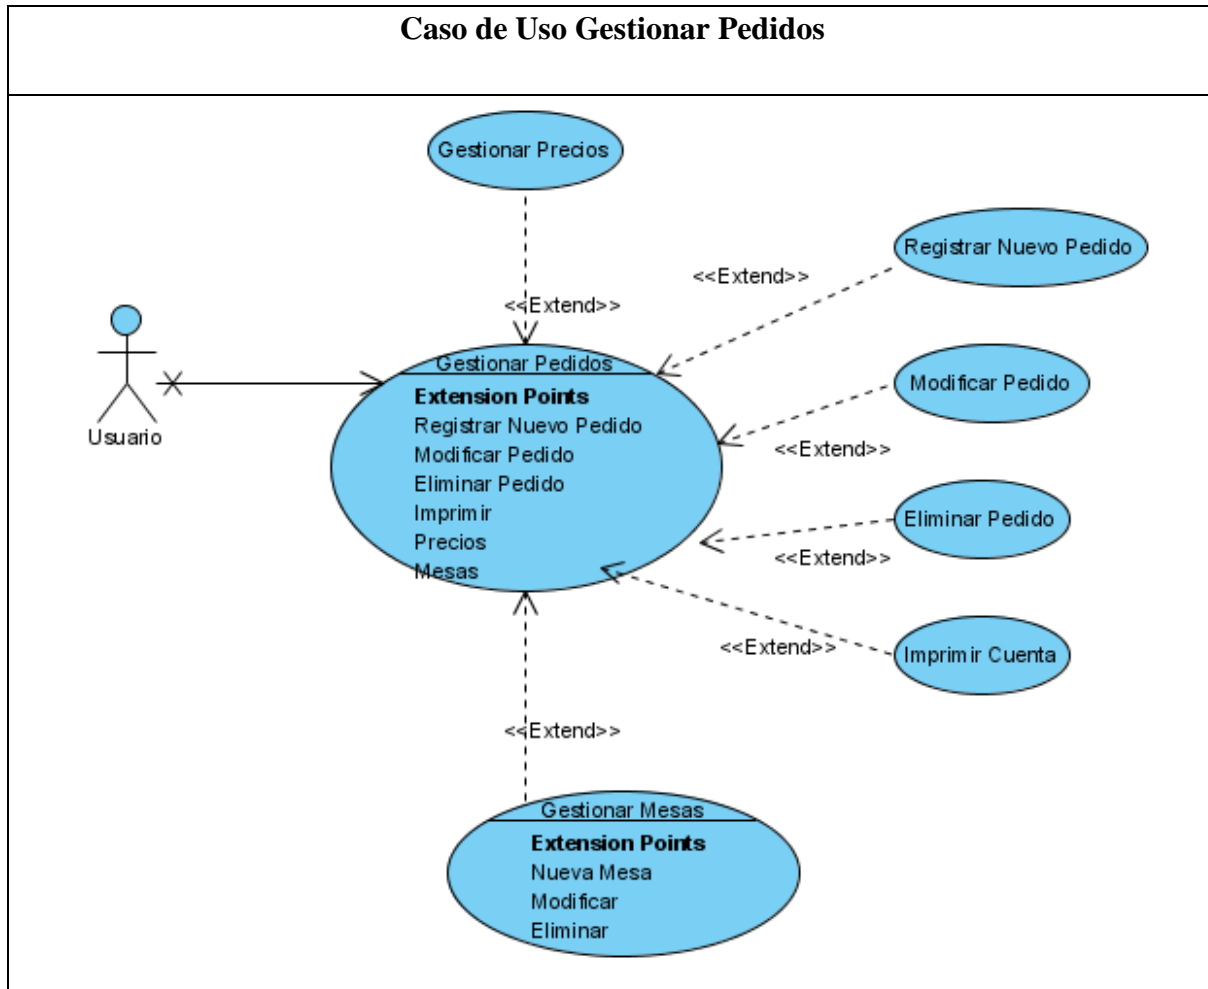 Caso de Uso Gestionar Pedidos
Gestionar Precios
Registrar Nuevo Pedido
<<Extend>>
<<Extend>>
Usuario
Gestionar Pedidos
Extension Points
Registrar Nuevo Pedido
Modificar Pedido
Eliminar Pedido
Imprimir
Precios
Mesas
Modificar Pedido
<<Extend>>
Eliminar Pedido
<<Extend>>
Imprimir Cuenta
<<Extend>>
<<Extend>>
Gestionar Mesas
Extension Points
Nueva Mesa
Modificar
Eliminar